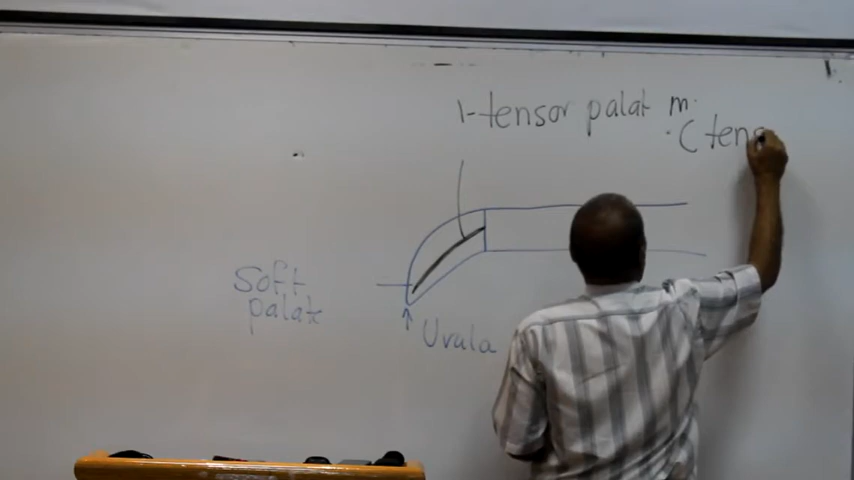 1-tensor palat m.
(tens
Soft
palate
Uvula